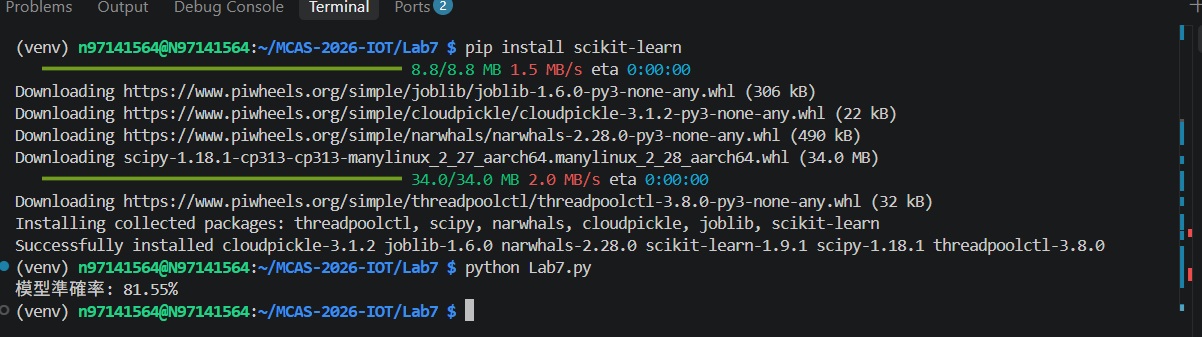 Problems Output Debug Console Terminal Ports 2
(venv) n97141564@N97141564:~/MCAS-2026-IOT/Lab7 $ pip install scikit-learn
8.8/8.8 MB 1.5 MB/s eta 0:00:00
Downloading https://www.piwheels.org/simple/joblib/joblib-1.6.0-py3-none-any.whl (306 kB)
Downloading https://www.piwheels.org/simple/cloudpickle/cloudpickle-3.1.2-py3-none-any.whl (22 kB)
Downloading https://www.piwheels.org/simple/narwhals/narwhals-2.28.0-py3-none-any.whl (490 kB)
Downloading scipy-1.18.1-cp313-cp313-manylinux_2_27_aarch64.manylinux_2_28_aarch64.whl (34.0 MB)
34.0/34.0 MB 2.0 MB/s eta 0:00:00
Downloading https://www.piwheels.org/simple/threadpoolctl/threadpoolctl-3.8.0-py3-none-any.whl (32 kB)
Installing collected packages: threadpoolctl, scipy, narwhals, cloudpickle, joblib, scikit-learn
Successfully installed cloudpickle-3.1.2 joblib-1.6.0 narwhals-2.28.0 scikit-learn-1.9.1 scipy-1.18.1 threadpoolctl-3.8.0
(venv) n97141564@N97141564:~/MCAS-2026-IOT/Lab7 $ python Lab7.py
模型準確率: 81.55%
(venv) n97141564@N97141564:~/MCAS-2026-IOT/Lab7 $